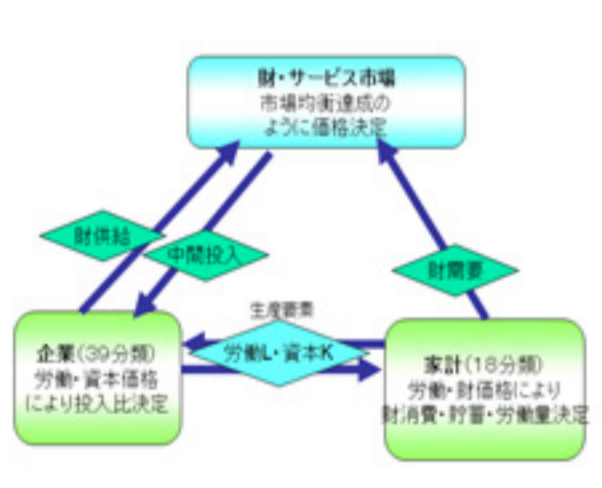 財・サービス市場
市場均衡達成の
ように価格決定
財供給
中間投入
財需要
生産要素
労働L・資本K
企業(39分類)
労働・資本価格
により投入比決定
家計(18分類)
労働・財価格により
財消費・貯蓄・労働量決定